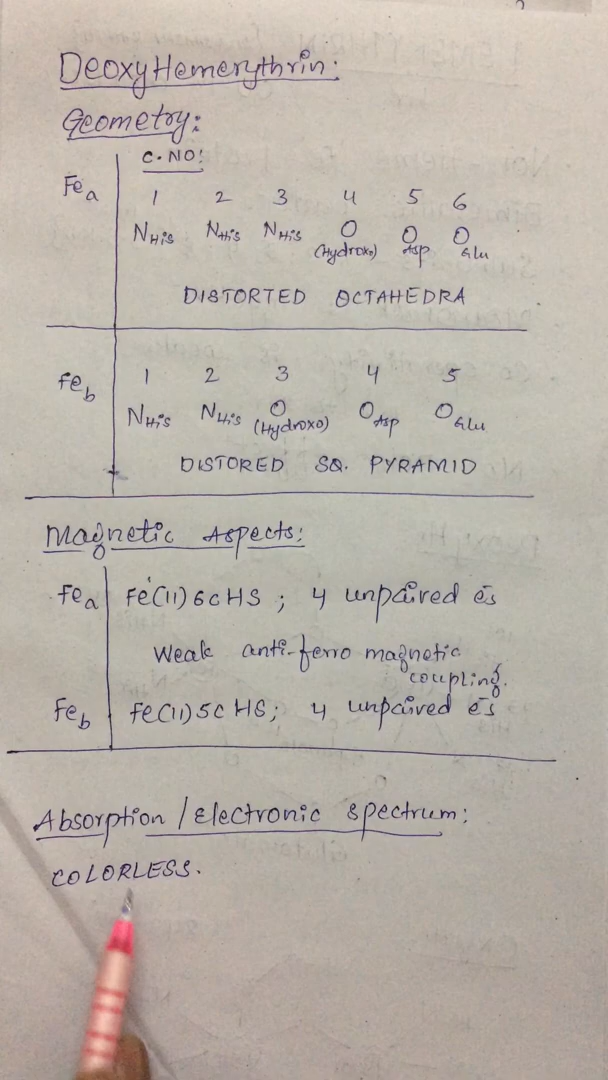 DeoxyHemerythrin:
Geometry:
C.NO:
Fea 1 2 3 4 5 6
NHis NHis NHis O (Hydroxo) O Asp O Glu
DISTORTED OCTAHEDRA
Feb 1 2 3 4 5
NHis NHis O (Hydroxo) OAsp OGlu
DISTORED SQ. PYRAMID
Magnetic Aspects:
Fea Fe(II) 6C HS ; 4 unpaired es
Weak anti-ferro magnetic
coupling.
Feb Fe(II) 5C HS; 4 unpaired es
Absorption / Electronic Spectrum:
COLORLESS.